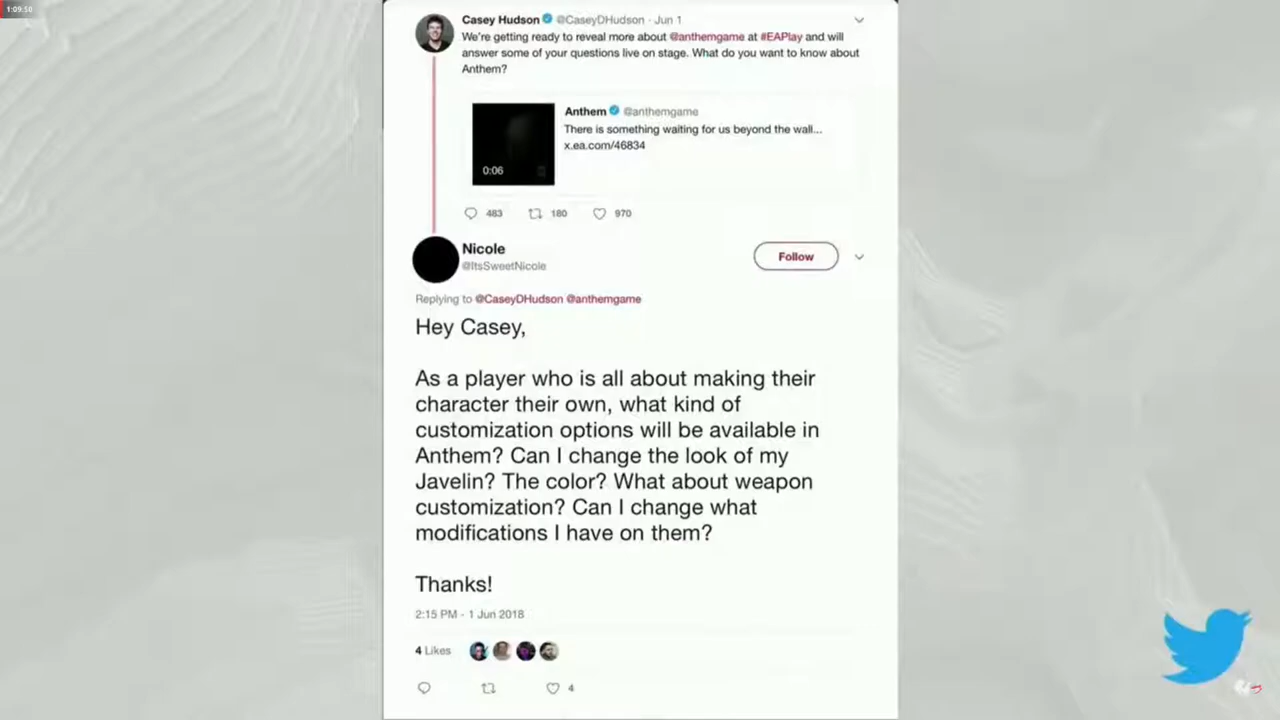 1:09:50
Casey Hudson @CaseyDHudson · Jun 1
We're getting ready to reveal more about @anthemgame at #EAPlay and will
answer some of your questions live on stage. What do you want to know about
Anthem?
Anthem @anthemgame
There is something waiting for us beyond the wall...
x.ea.com/46834
0:06
483 180 970
Nicole
@ItsSweetNicole
Follow
Replying to @CaseyDHudson @anthemgame
Hey Casey,
As a player who is all about making their
character their own, what kind of
customization options will be available in
Anthem? Can I change the look of my
Javelin? The color? What about weapon
customization? Can I change what
modifications I have on them?
Thanks!
2:15 PM - 1 Jun 2018
4 Likes
4